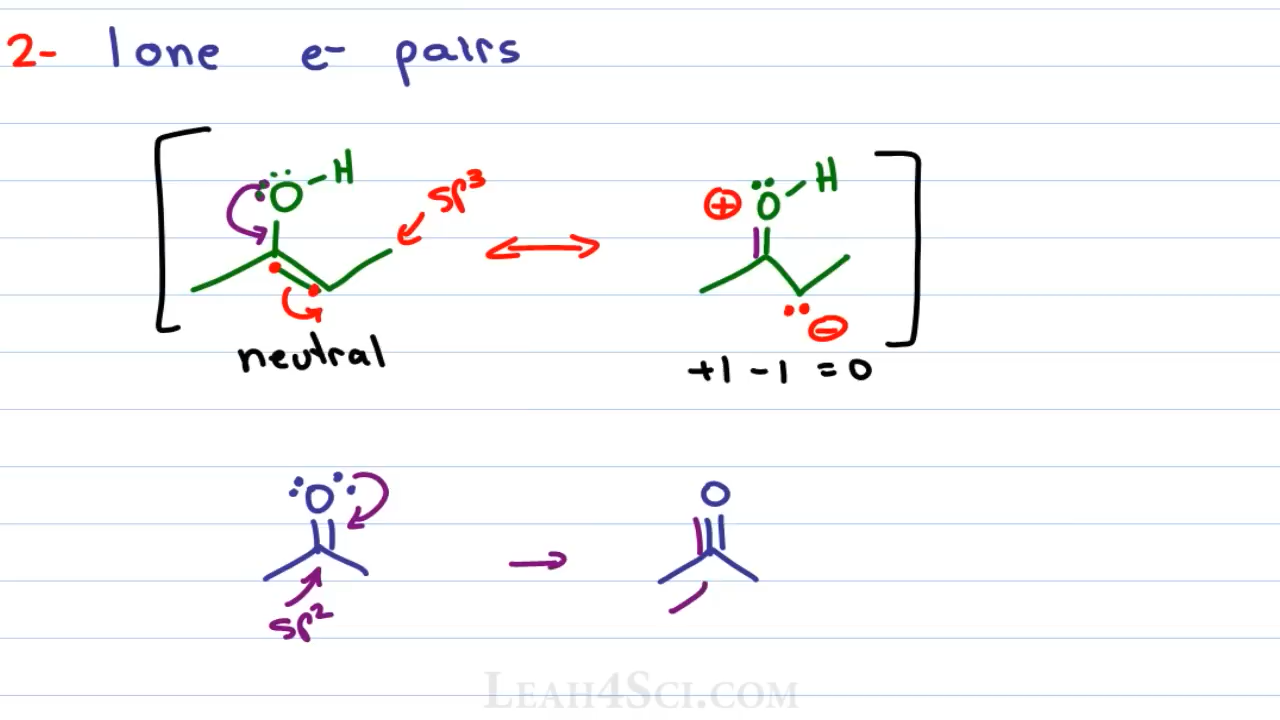 2- lone e- pairs
O - H
sp³
⊕ O - H
⊖
neutral
+1 - 1 = 0
O
O
sp²
LEAH4SCI.COM